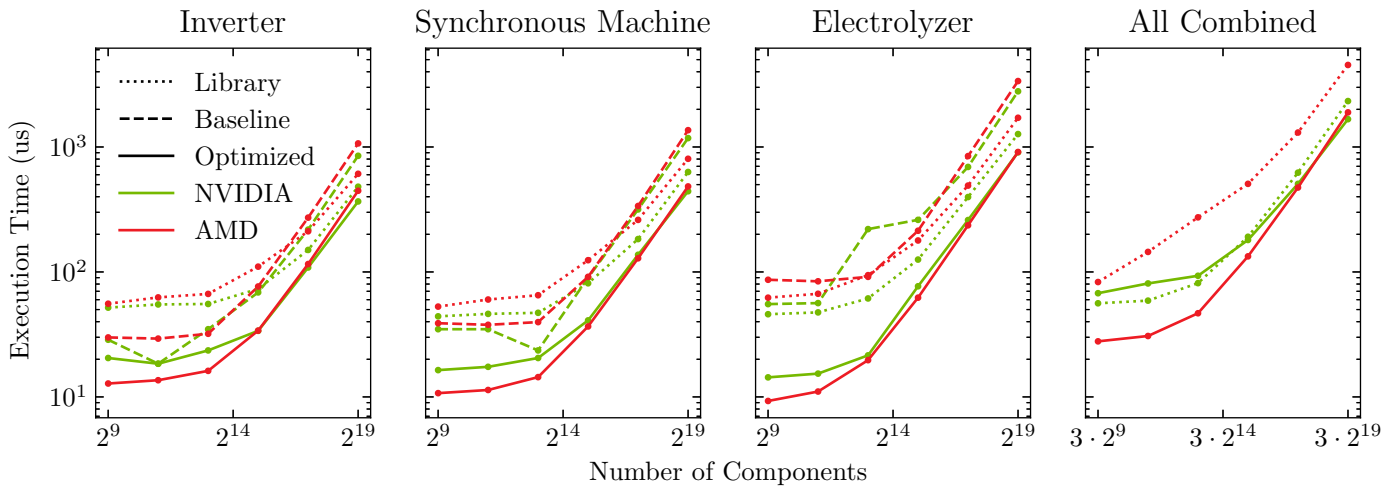 Inverter
Synchronous Machine
Electrolyzer
All Combined
Execution Time (us)
10³
10²
10¹
Library
Baseline
Optimized
NVIDIA
AMD
2⁹ 2¹⁴ 2¹⁹
2⁹ 2¹⁴ 2¹⁹
2⁹ 2¹⁴ 2¹⁹
3 · 2⁹ 3 · 2¹⁴ 3 · 2¹⁹
Number of Components